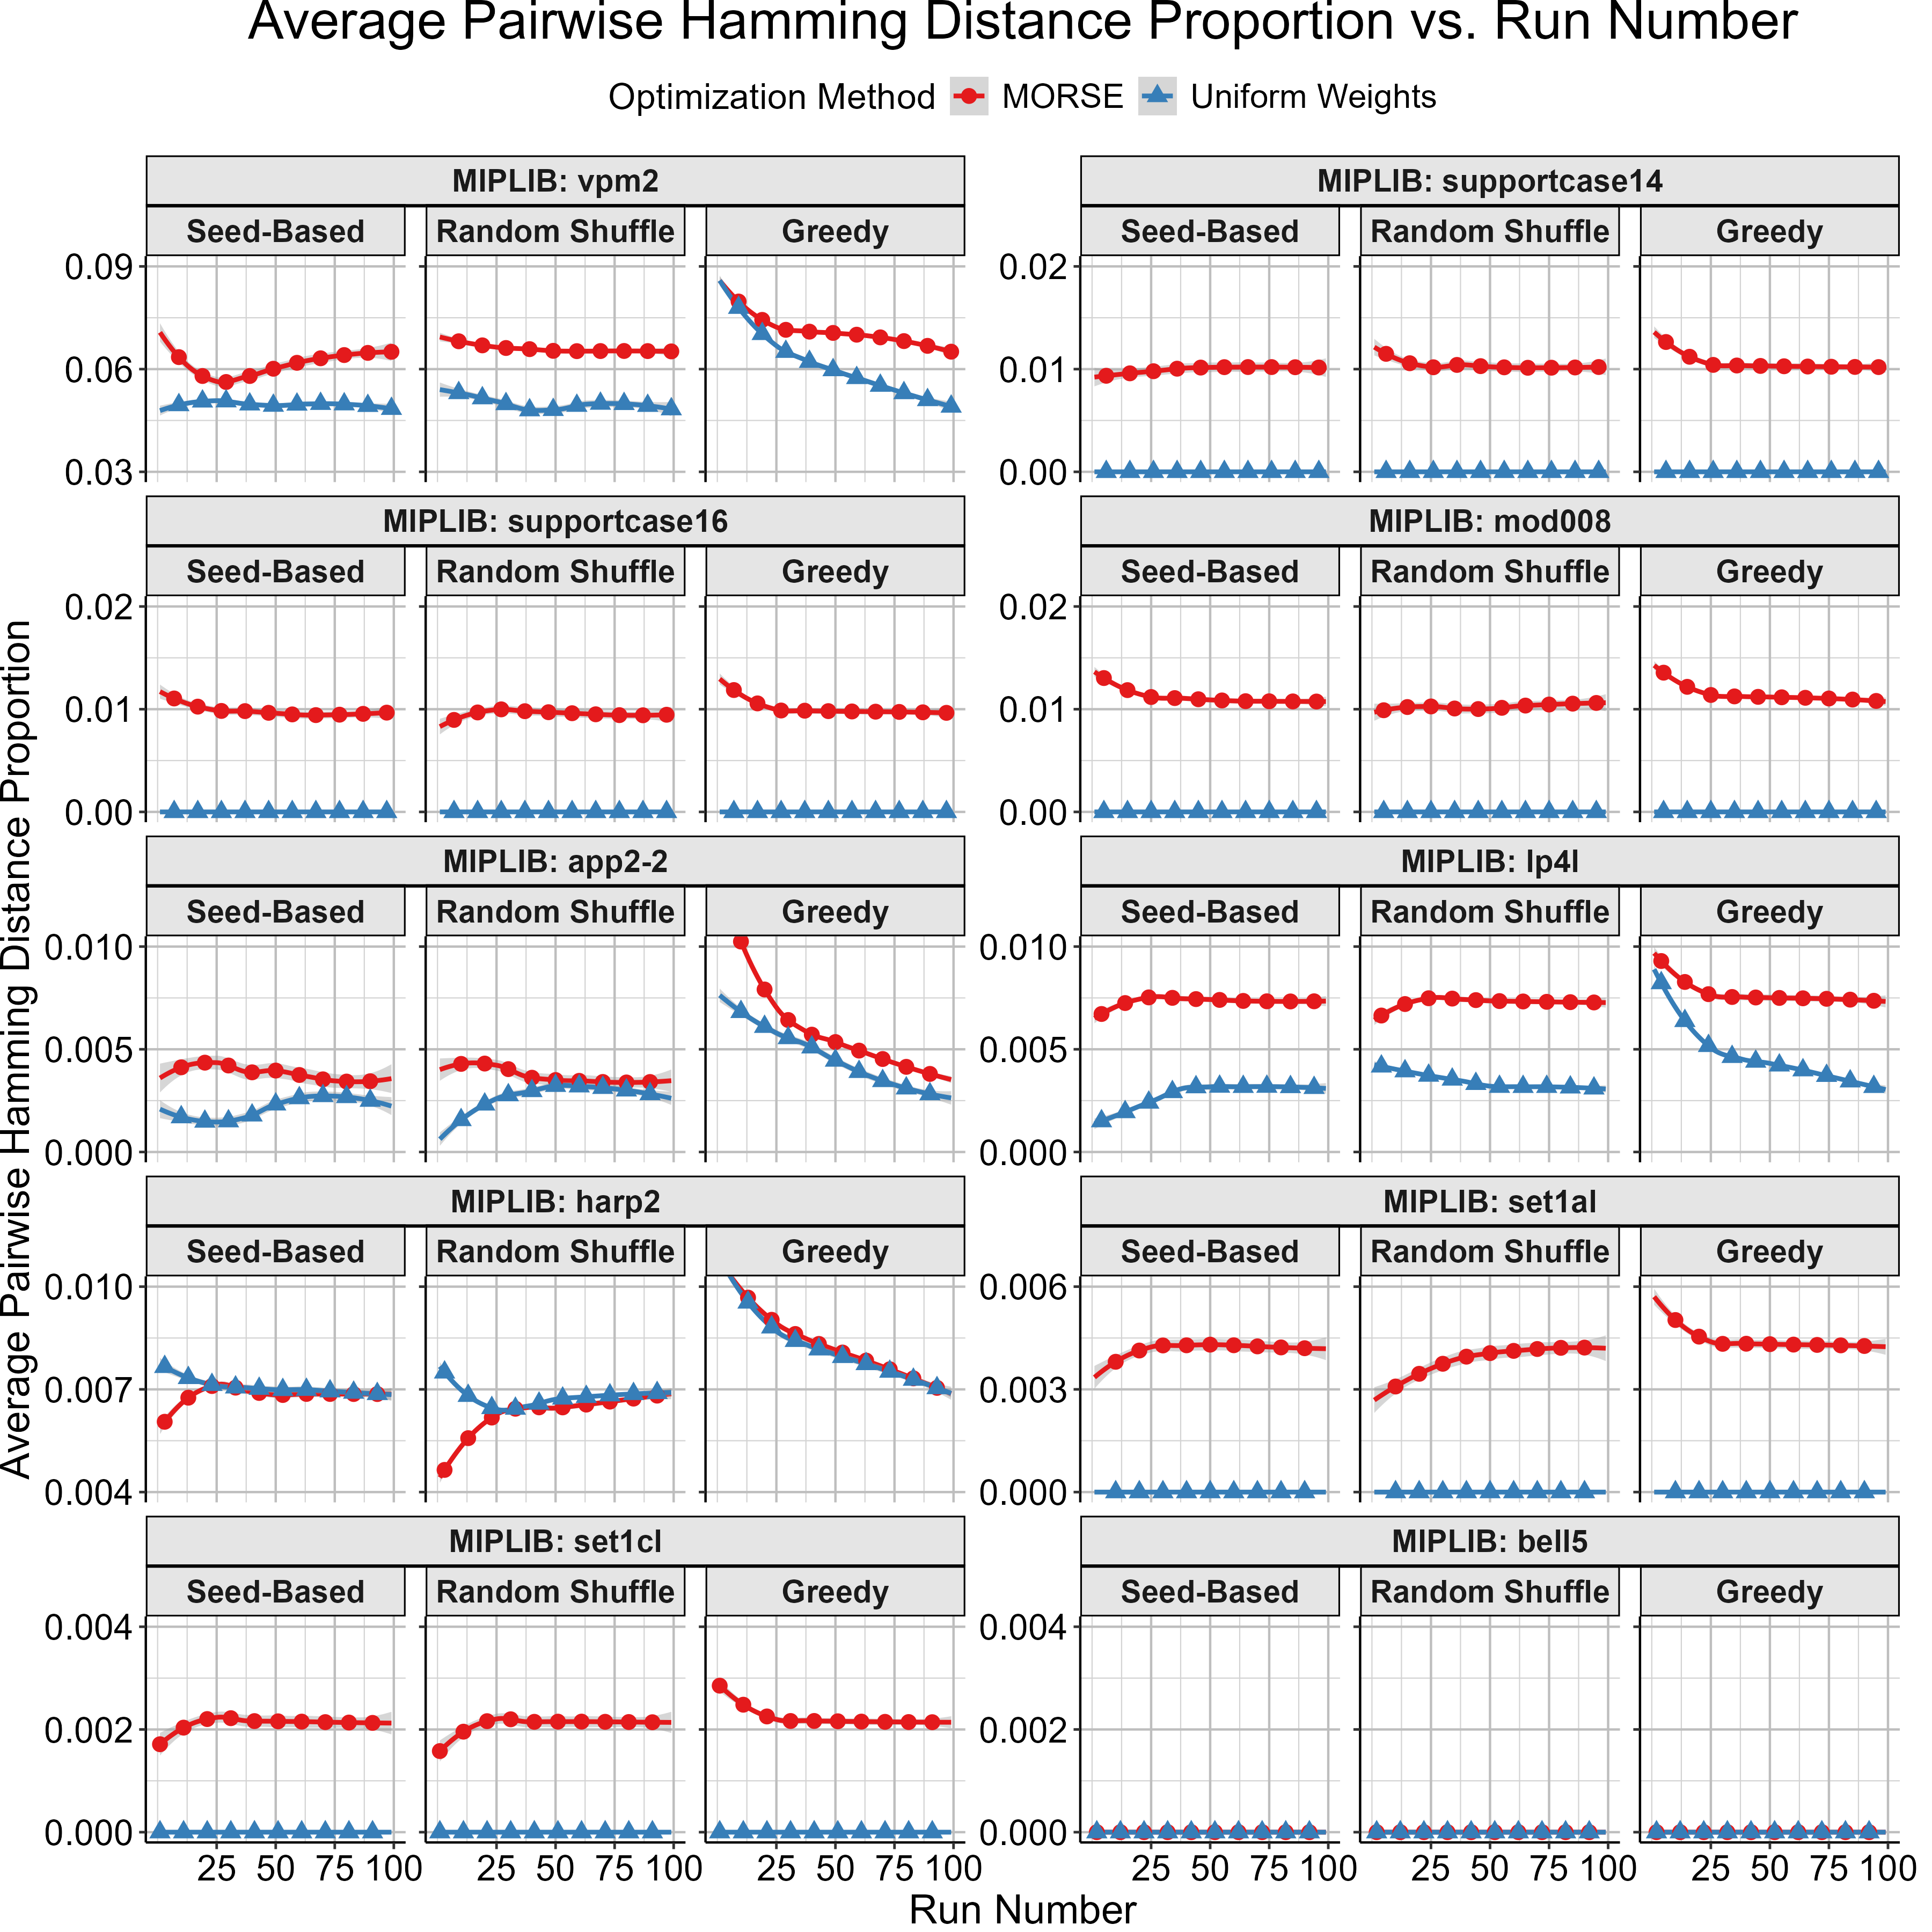 Average Pairwise Hamming Distance Proportion vs. Run Number
Optimization Method MORSE Uniform Weights
MIPLIB: vpm2
Seed-Based Random Shuffle Greedy
0.09
0.06
0.03
MIPLIB: supportcase14
Seed-Based Random Shuffle Greedy
0.02
0.01
0.00
MIPLIB: supportcase16
Seed-Based Random Shuffle Greedy
0.02
0.01
0.00
MIPLIB: mod008
Seed-Based Random Shuffle Greedy
0.02
0.01
0.00
MIPLIB: app2-2
Seed-Based Random Shuffle Greedy
0.010
0.005
0.000
MIPLIB: lp4l
Seed-Based Random Shuffle Greedy
0.010
0.005
0.000
MIPLIB: harp2
Seed-Based Random Shuffle Greedy
0.010
0.007
0.004
MIPLIB: set1al
Seed-Based Random Shuffle Greedy
0.006
0.003
0.000
MIPLIB: set1cl
Seed-Based Random Shuffle Greedy
0.004
0.002
0.000
25 50 75 100 25 50 75 100 25 50 75 100
MIPLIB: bell5
Seed-Based Random Shuffle Greedy
0.004
0.002
0.000
25 50 75 100 25 50 75 100 25 50 75 100
Run Number
Average Pairwise Hamming Distance Proportion